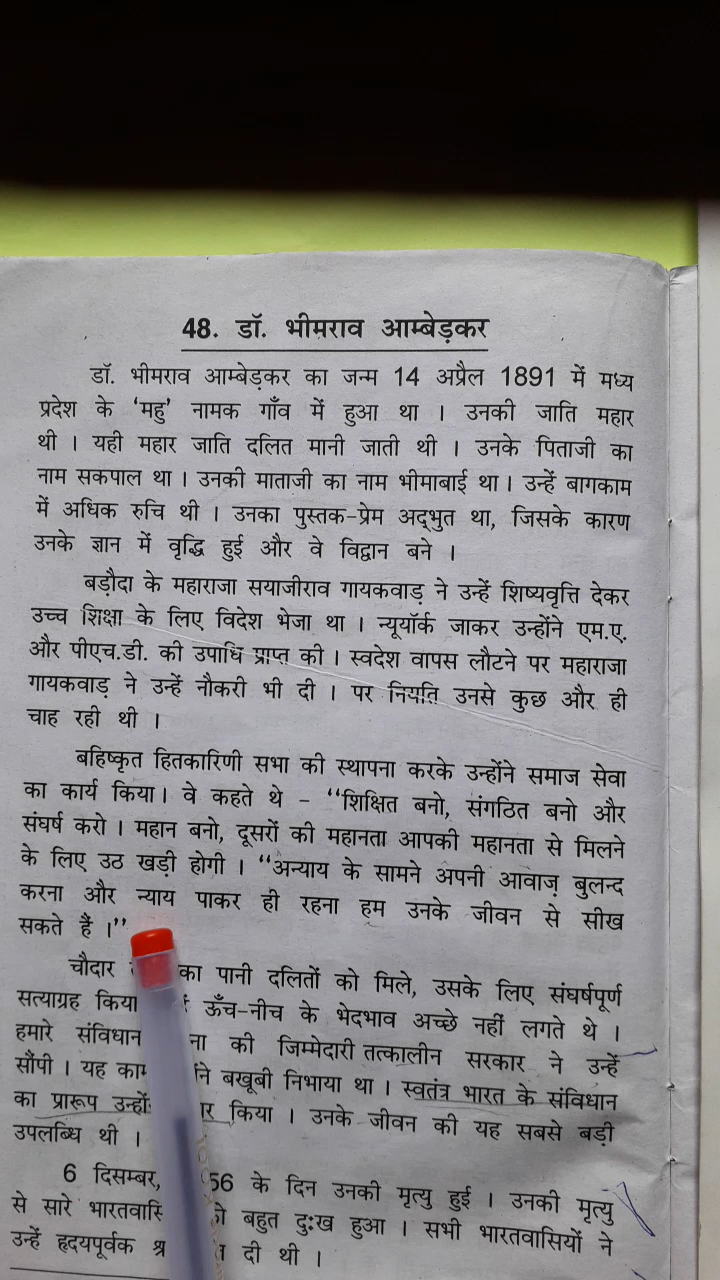 48. डॉ. भीमराव आम्बेड़कर
डॉ. भीमराव आम्बेड़कर का जन्म 14 अप्रैल 1891 में मध्य
प्रदेश के 'महु' नामक गाँव में हुआ था । उनकी जाति महार
थी । यही महार जाति दलित मानी जाती थी । उनके पिताजी का
नाम सकपाल था । उनकी माताजी का नाम भीमाबाई था । उन्हें बागकाम
में अधिक रुचि थी । उनका पुस्तक-प्रेम अद्भुत था, जिसके कारण
उनके ज्ञान में वृद्धि हुई और वे विद्वान बने ।
बड़ौदा के महाराजा सयाजीराव गायकवाड़ ने उन्हें शिष्यवृत्ति देकर
उच्च शिक्षा के लिए विदेश भेजा था । न्यूयॉर्क जाकर उन्होंने एम.ए.
और पीएच.डी. की उपाधि प्राप्त की । स्वदेश वापस लौटने पर महाराजा
गायकवाड़ ने उन्हें नौकरी भी दी । पर नियति उनसे कुछ और ही
चाह रही थी ।
बहिष्कृत हितकारिणी सभा की स्थापना करके उन्होंने समाज सेवा
का कार्य किया । वे कहते थे – "शिक्षित बनो, संगठित बनो और
संघर्ष करो । महान बनो, दूसरों की महानता आपकी महानता से मिलने
के लिए उठ खड़ी होगी । "अन्याय के सामने अपनी आवाज़ बुलन्द
करना और न्याय पाकर ही रहना हम उनके जीवन से सीख
सकते हैं ।"
चौदार का पानी दलितों को मिले, उसके लिए संघर्षपूर्ण
सत्याग्रह किया ऊँच-नीच के भेदभाव अच्छे नहीं लगते थे ।
हमारे संविधान की जिम्मेदारी तत्कालीन सरकार ने उन्हें
सौंपी । यह बखूबी निभाया था । स्वतंत्र भारत के संविधान
का प्रारूप किया । उनके जीवन की यह सबसे बड़ी
उपलब्धि थी ।
6 दिसम्बर, 56 के दिन उनकी मृत्यु हुई । उनकी मृत्यु
से सारे बहुत दुःख हुआ । सभी भारतवासियों ने
उन्हें हृदयपूर्वक दी थी ।